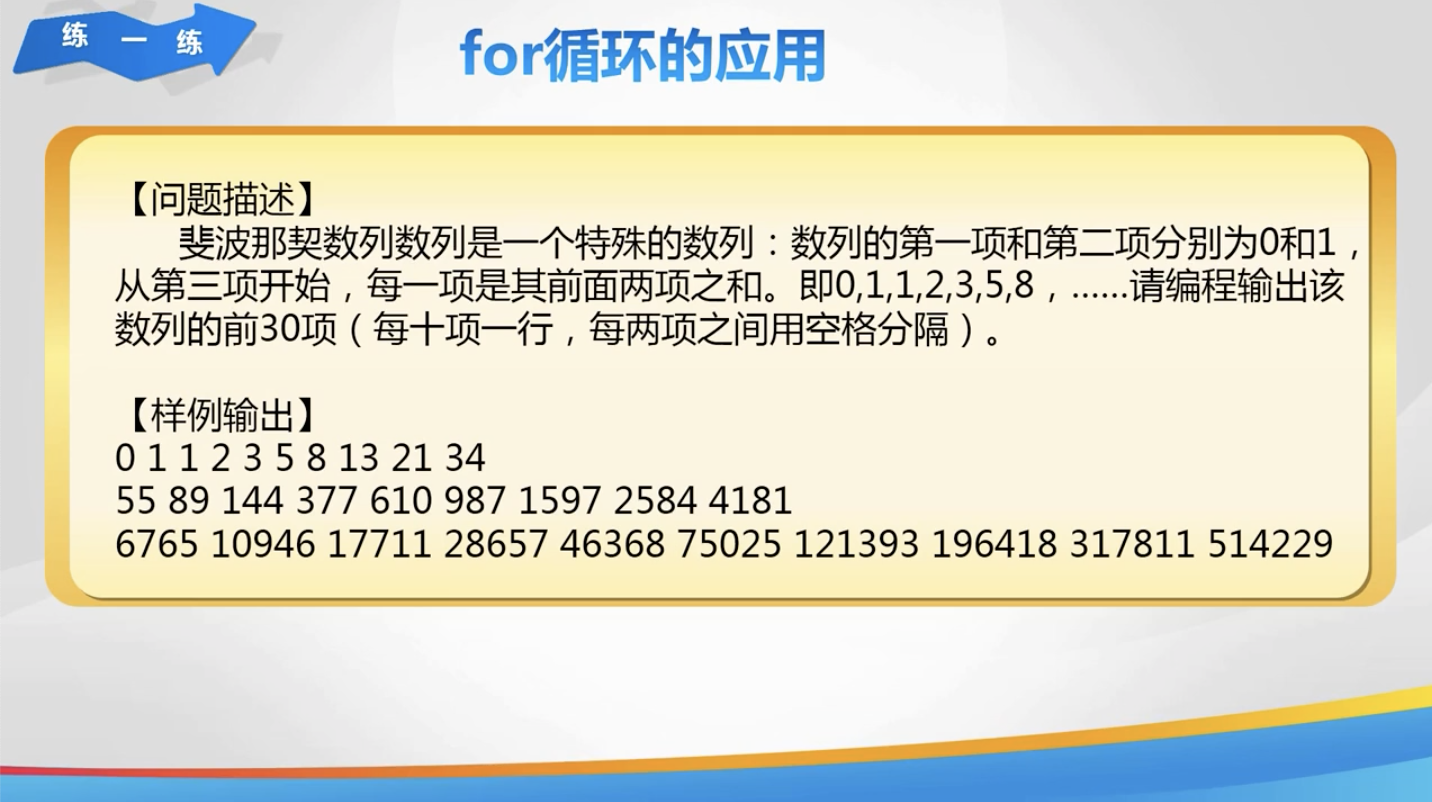 练一练
for循环的应用
【问题描述】
斐波那契数列数列是一个特殊的数列：数列的第一项和第二项分别为0和1，
从第三项开始，每一项是其前面两项之和。即0,1,1,2,3,5,8，……请编程输出该
数列的前30项（每十项一行，每两项之间用空格分隔）。
【样例输出】
0 1 1 2 3 5 8 13 21 34
55 89 144 377 610 987 1597 2584 4181
6765 10946 17711 28657 46368 75025 121393 196418 317811 514229